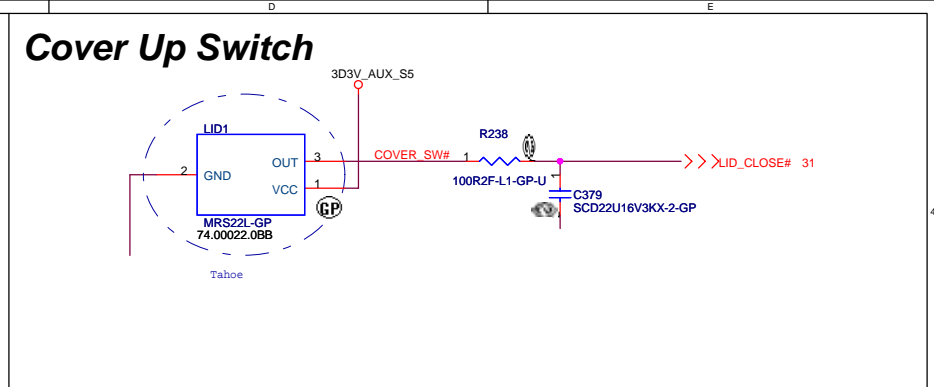 D
E
Cover Up Switch
3D3V_AUX_S5
LID1
R238
2
GND
OUT
3
COVER_SW#
1
LID_CLOSE# 31
VCC
1
100R2F-L1-GP-U
1
C379
SCD22U16V3KX-2-GP
GP
MRS22L-GP
74.00022.0BB
4
Tahoe